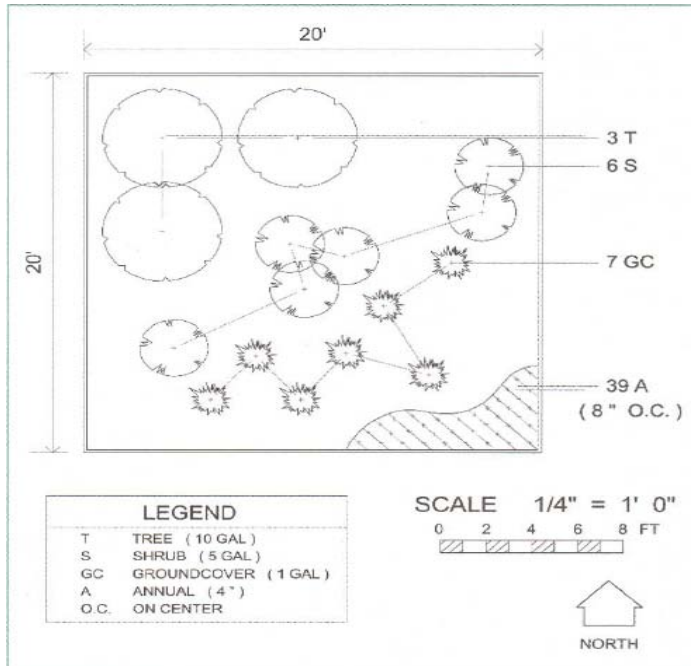 20'
20'
3 T
6 S
7 GC
39 A
( 8 " O.C. )
LEGEND
T TREE ( 10 GAL )
S SHRUB ( 5 GAL )
GC GROUNDCOVER ( 1 GAL )
A ANNUAL ( 4 " )
O.C. ON CENTER
SCALE 1/4" = 1' 0"
0 2 4 6 8 FT
NORTH